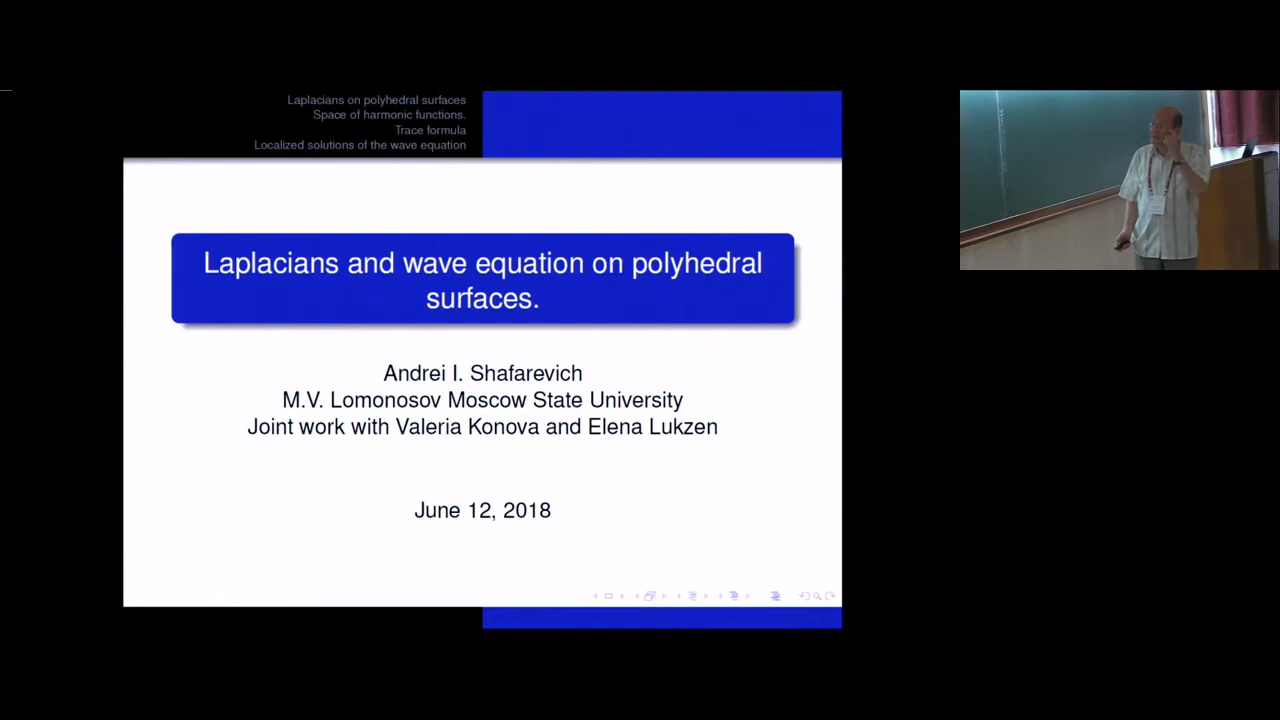 Laplacians on polyhedral surfaces
Space of harmonic functions.
Trace formula
Localized solutions of the wave equation
Laplacians and wave equation on polyhedral
surfaces.
Andrei I. Shafarevich
M.V. Lomonosov Moscow State University
Joint work with Valeria Konova and Elena Lukzen
June 12, 2018